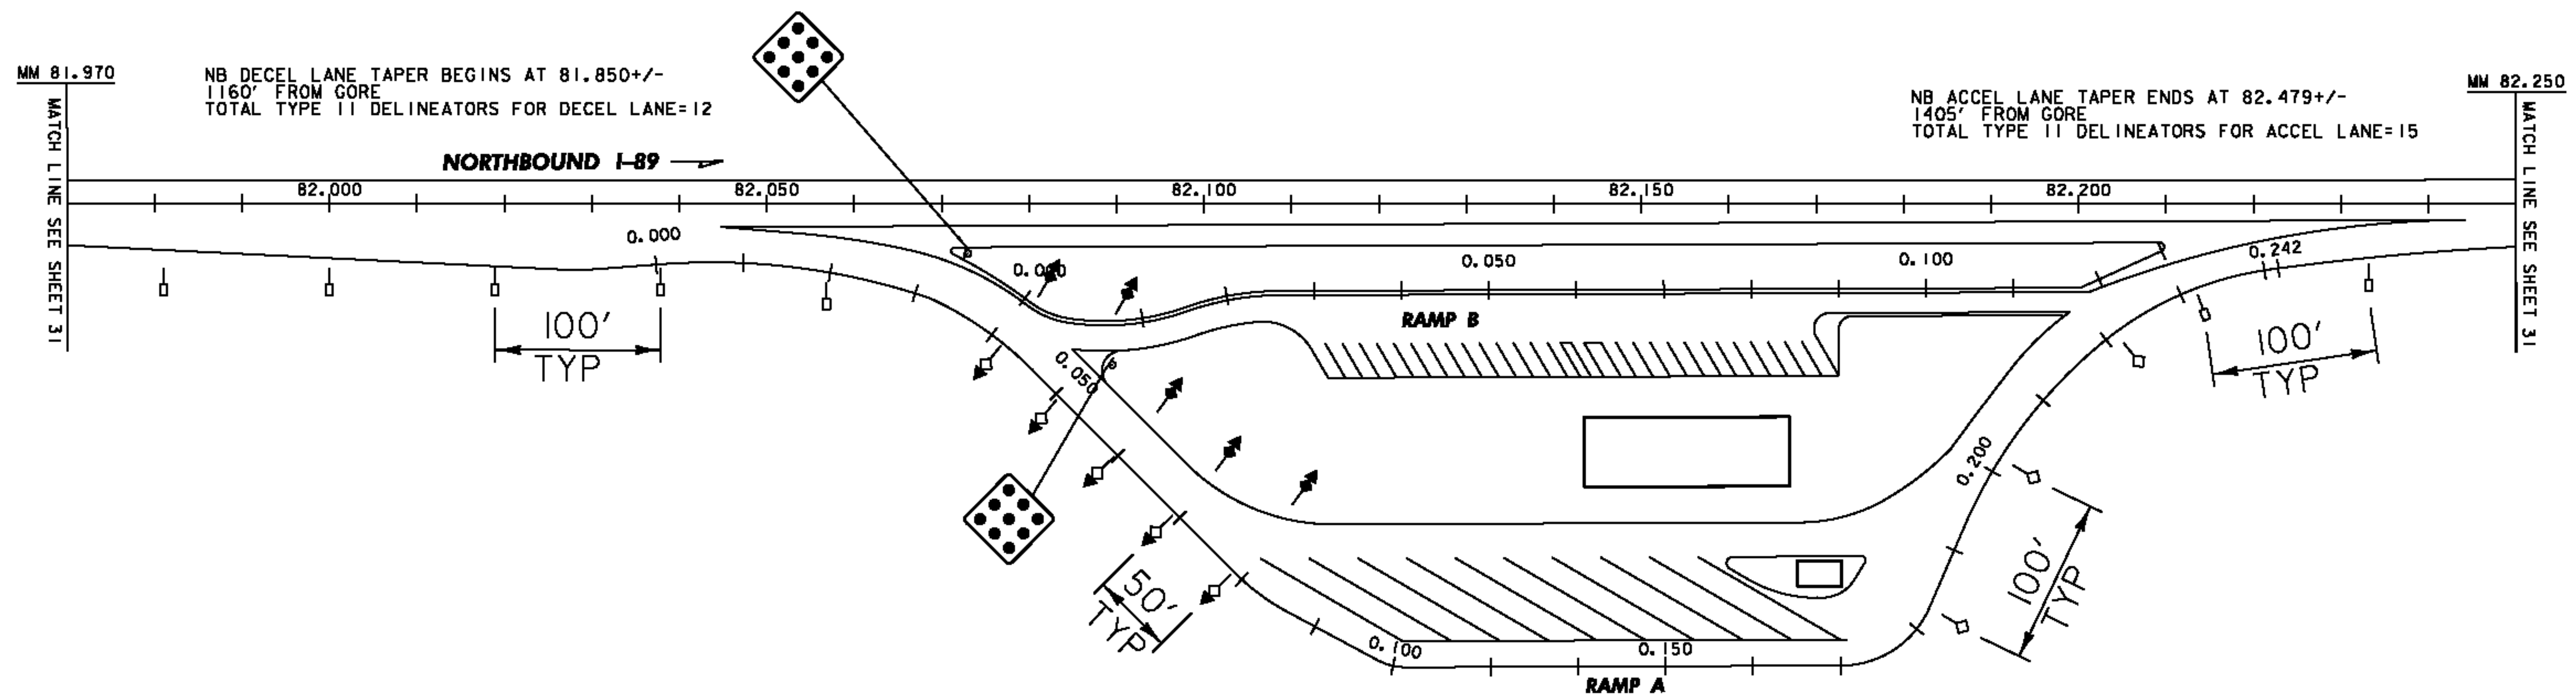 MM 81.970
NB DECEL LANE TAPER BEGINS AT 81.850+/-
1160' FROM GORE
TOTAL TYPE II DELINEATORS FOR DECEL LANE=12
NB ACCEL LANE TAPER ENDS AT 82.479+/-
1405' FROM GORE
TOTAL TYPE II DELINEATORS FOR ACCEL LANE=15
MM 82.250
MATCH LINE SEE SHEET 31
NORTHBOUND I-89
82.000
82.050
82.100
82.150
82.200
MATCH LINE SEE SHEET 31
0.000
0.000
0.050
0.100
0.242
RAMP B
100'
TYP
100'
TYP
0.050
0.200
100'
TYP
50'
TYP
0.100
0.150
RAMP A